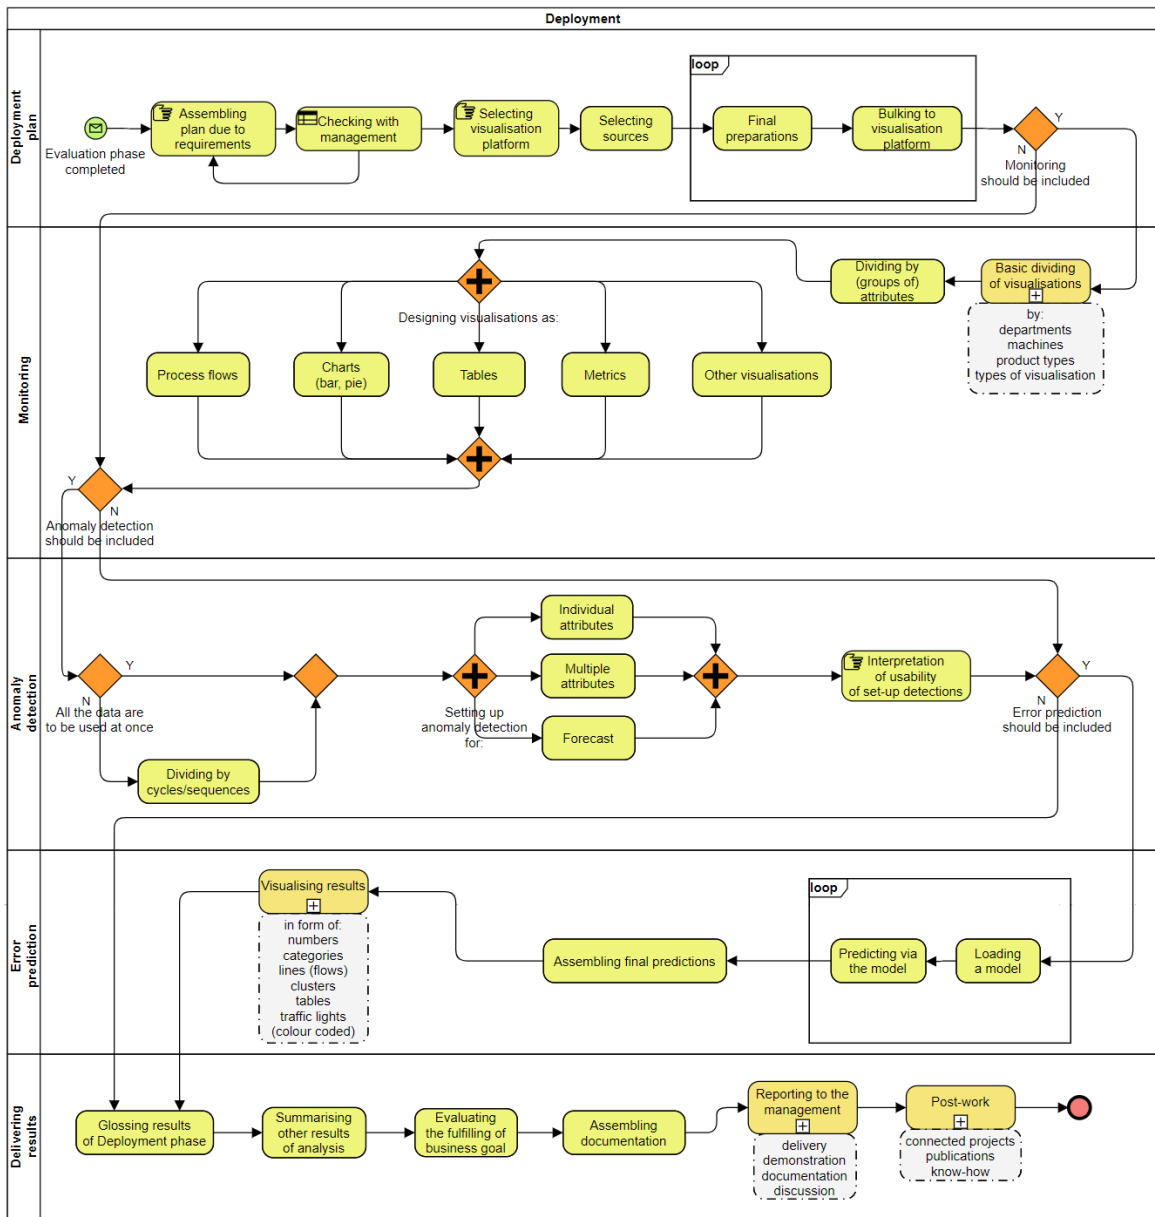 Deployment
Deployment
plan
loop
Assembling
plan due to
requirements
Checking with
management
Selecting
visualisation
platform
Selecting
sources
Final
preparations
Bulking to
visualisation
platform
Evaluation phase
completed
Y
N
Monitoring
should be included
Monitoring
Dividing by
(groups of)
attributes
Basic dividing
of visualisations
by:
departments
machines
product types
types of visualisation
Designing visualisations as:
Process flows
Charts
(bar, pie)
Tables
Metrics
Other visualisations
Y
N
Anomaly detection
should be included
Anomaly
detection
Y
N
All the data are
to be used at once
Dividing by
cycles/sequences
Setting up
anomaly detection
for:
Individual
attributes
Multiple
attributes
Forecast
Interpretation
of usability
of set-up detections
Y
N
Error prediction
should be included
Error
prediction
Visualising results
in form of:
numbers
categories
lines (flows)
clusters
tables
traffic lights
(colour coded)
Assembling final predictions
loop
Predicting via
the model
Loading
a model
Delivering
results
Glossing results
of Deployment phase
Summarising
other results
of analysis
Evaluating
the fulfilling of
business goal
Assembling
documentation
Reporting to the
management
delivery
demonstration
documentation
discussion
Post-work
connected projects
publications
know-how